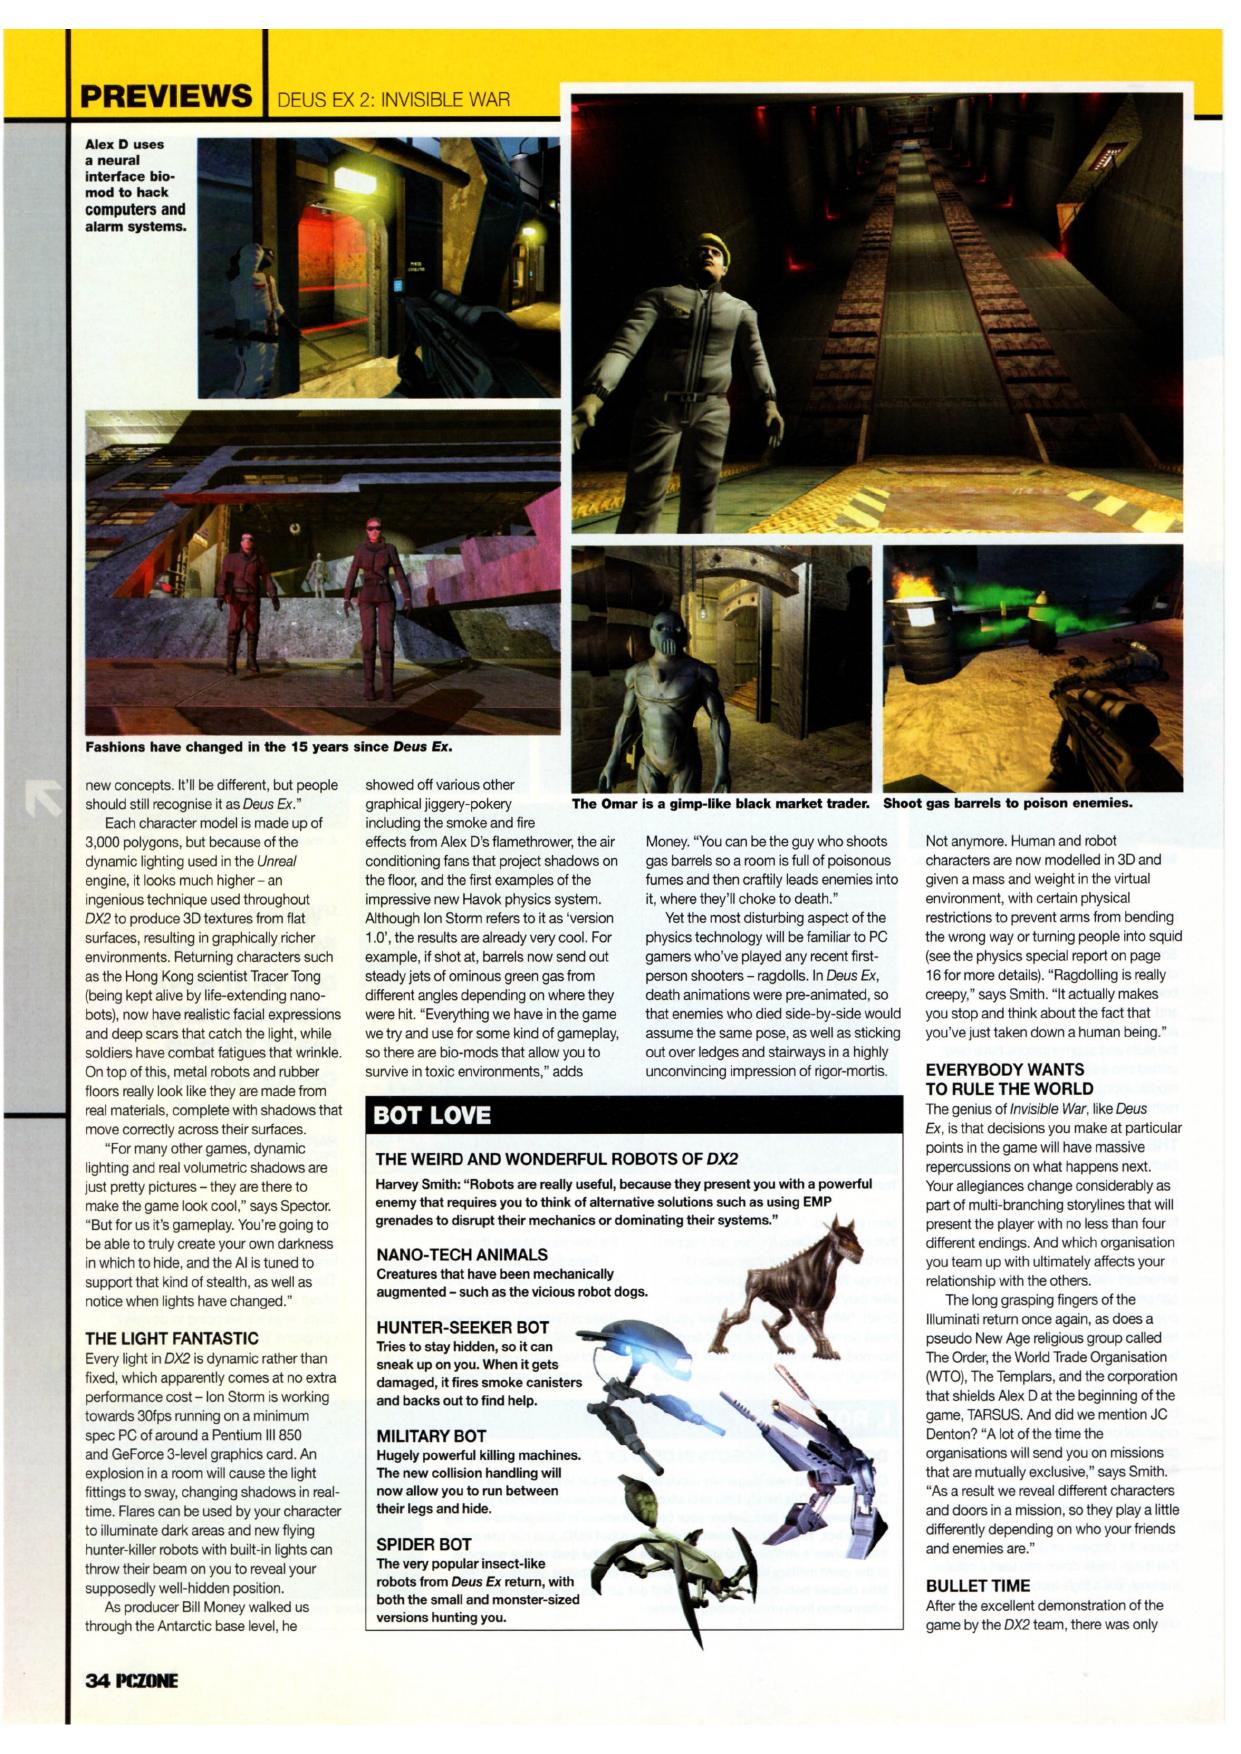 PREVIEWS
DEUS EX 2: INVISIBLE WAR
Alex D uses
a neural
interface bio-
mod to hack
computers and
alarm systems.
Fashions have changed in the 15 years since Deus Ex.
The Omar is a gimp-like black market trader.
Shoot gas barrels to poison enemies.
new concepts. It'll be different, but people
should still recognise it as Deus Ex."
Each character model is made up of
3,000 polygons, but because of the
dynamic lighting used in the Unreal
engine, it looks much higher – an
ingenious technique used throughout
DX2 to produce 3D textures from flat
surfaces, resulting in graphically richer
environments. Returning characters such
as the Hong Kong scientist Tracer Tong
(being kept alive by life-extending nano-
bots), now have realistic facial expressions
and deep scars that catch the light, while
soldiers have combat fatigues that wrinkle.
On top of this, metal robots and rubber
floors really look like they are made from
real materials, complete with shadows that
move correctly across their surfaces.
"For many other games, dynamic
lighting and real volumetric shadows are
just pretty pictures – they are there to
make the game look cool," says Spector.
"But for us it's gameplay. You're going to
be able to truly create your own darkness
in which to hide, and the AI is tuned to
support that kind of stealth, as well as
notice when lights have changed."
THE LIGHT FANTASTIC
Every light in DX2 is dynamic rather than
fixed, which apparently comes at no extra
performance cost – Ion Storm is working
towards 30fps running on a minimum
spec PC of around a Pentium III 850
and GeForce 3-level graphics card. An
explosion in a room will cause the light
fittings to sway, changing shadows in real-
time. Flares can be used by your character
to illuminate dark areas and new flying
hunter-killer robots with built-in lights can
throw their beam on you to reveal your
supposedly well-hidden position.
As producer Bill Money walked us
through the Antarctic base level, he
showed off various other
graphical jiggery-pokery
including the smoke and fire
effects from Alex D's flamethrower, the air
conditioning fans that project shadows on
the floor, and the first examples of the
impressive new Havok physics system.
Although Ion Storm refers to it as 'version
1.0', the results are already very cool. For
example, if shot at, barrels now send out
steady jets of ominous green gas from
different angles depending on where they
were hit. "Everything we have in the game
we try and use for some kind of gameplay,
so there are bio-mods that allow you to
survive in toxic environments," adds
Money. "You can be the guy who shoots
gas barrels so a room is full of poisonous
fumes and then craftily leads enemies into
it, where they'll choke to death."
Yet the most disturbing aspect of the
physics technology will be familiar to PC
gamers who've played any recent first-
person shooters – ragdolls. In Deus Ex,
death animations were pre-animated, so
that enemies who died side-by-side would
assume the same pose, as well as sticking
out over ledges and stairways in a highly
unconvincing impression of rigor-mortis.
Not anymore. Human and robot
characters are now modelled in 3D and
given a mass and weight in the virtual
environment, with certain physical
restrictions to prevent arms from bending
the wrong way or turning people into squid
(see the physics special report on page
16 for more details). "Ragdolling is really
creepy," says Smith. "It actually makes
you stop and think about the fact that
you've just taken down a human being."
EVERYBODY WANTS
TO RULE THE WORLD
The genius of Invisible War, like Deus
Ex, is that decisions you make at particular
points in the game will have massive
repercussions on what happens next.
Your allegiances change considerably as
part of multi-branching storylines that will
present the player with no less than four
different endings. And which organisation
you team up with ultimately affects your
relationship with the others.
The long grasping fingers of the
Illuminati return once again, as does a
pseudo New Age religious group called
The Order, the World Trade Organisation
(WTO), The Templars, and the corporation
that shields Alex D at the beginning of the
game, TARSUS. And did we mention JC
Denton? "A lot of the time the
organisations will send you on missions
that are mutually exclusive," says Smith.
"As a result we reveal different characters
and doors in a mission, so they play a little
differently depending on who your friends
and enemies are."
BULLET TIME
After the excellent demonstration of the
game by the DX2 team, there was only
BOT LOVE
THE WEIRD AND WONDERFUL ROBOTS OF DX2
Harvey Smith: "Robots are really useful, because they present you with a powerful
enemy that requires you to think of alternative solutions such as using EMP
grenades to disrupt their mechanics or dominating their systems."
NANO-TECH ANIMALS
Creatures that have been mechanically
augmented – such as the vicious robot dogs.
HUNTER-SEEKER BOT
Tries to stay hidden, so it can
sneak up on you. When it gets
damaged, it fires smoke canisters
and backs out to find help.
MILITARY BOT
Hugely powerful killing machines.
The new collision handling will
now allow you to run between
their legs and hide.
SPIDER BOT
The very popular insect-like
robots from Deus Ex return, with
both the small and monster-sized
versions hunting you.
34 PCZONE